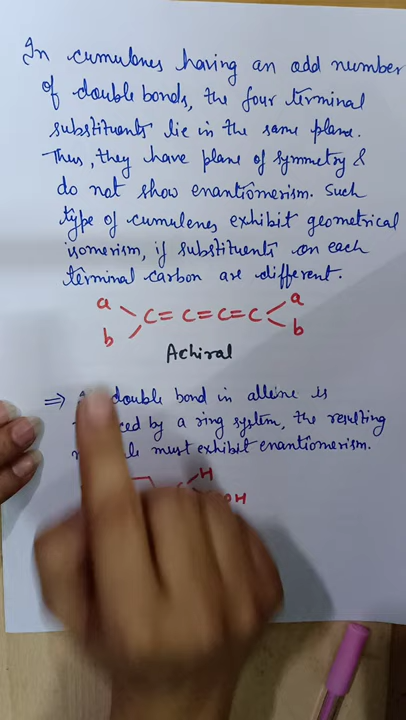 In cumulenes having an odd number
of double bonds, the four terminal
substituents lie in the same plane.
Thus, they have plane of symmetry &
do not show enantiomerism. Such
type of cumulenes exhibit geometrical
isomerism, if substituents on each
terminal carbon are different.
a a
C=C=C=C
b b
Achiral
⇒ double bond in allene is
by a ring system, the resulting
must exhibit enantiomerism.
H